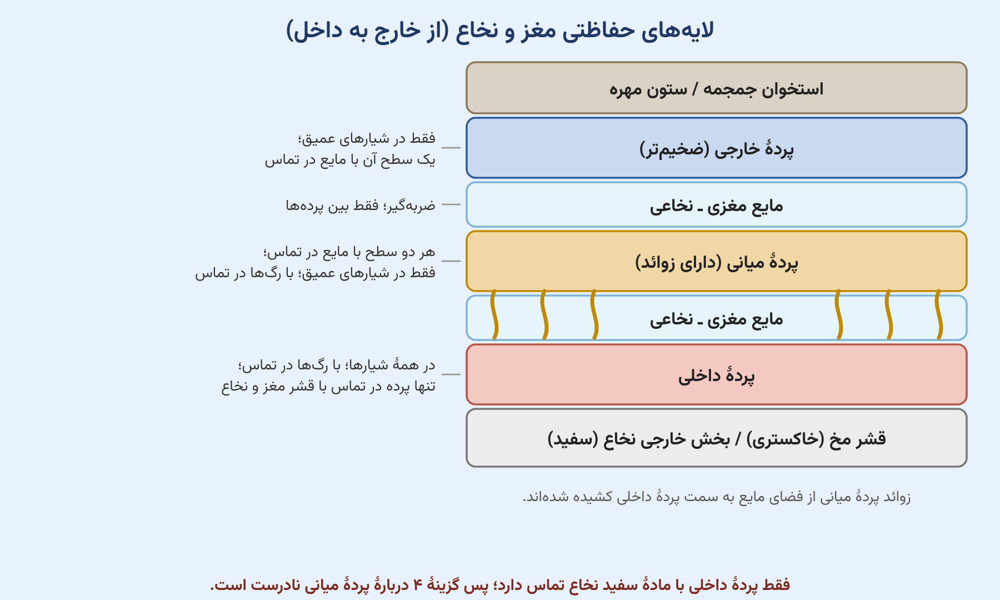 لایه‌های حفاظتی مغز و نخاع (از خارج به داخل)
استخوان جمجمه / ستون مهره
پردهٔ خارجی (ضخیم‌تر)
فقط در شیارهای عمیق؛
یک سطح آن با مایع در تماس
مایع مغزی ـ نخاعی
ضربه‌گیر؛ فقط بین پرده‌ها
پردهٔ میانی (دارای زوائد)
هر دو سطح با مایع در تماس؛
فقط در شیارهای عمیق؛ با رگ‌ها در تماس
مایع مغزی ـ نخاعی
پردهٔ داخلی
در همهٔ شیارها؛ با رگ‌ها در تماس؛
تنها پرده در تماس با قشر مغز و نخاع
قشر مخ (خاکستری) / بخش خارجی نخاع (سفید)
زوائد پردهٔ میانی از فضای مایع به سمت پردهٔ داخلی کشیده شده‌اند.
فقط پردهٔ داخلی با مادهٔ سفید نخاع تماس دارد؛ پس گزینهٔ ۴ دربارهٔ پردهٔ میانی نادرست است.